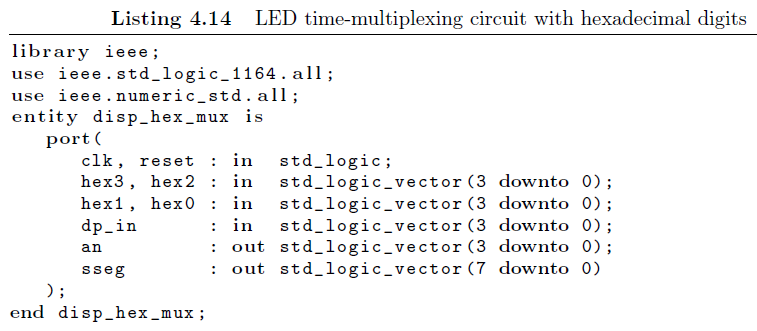 Listing 4.14 LED time-multiplexing circuit with hexadecimal digits
library ieee;
use ieee.std_logic_1164.all;
use ieee.numeric_std.all;
entity disp_hex_mux is
port(
clk, reset : in std_logic;
hex3, hex2 : in std_logic_vector(3 downto 0);
hex1, hex0 : in std_logic_vector(3 downto 0);
dp_in : in std_logic_vector(3 downto 0);
an : out std_logic_vector(3 downto 0);
sseg : out std_logic_vector(7 downto 0)
);
end disp_hex_mux;